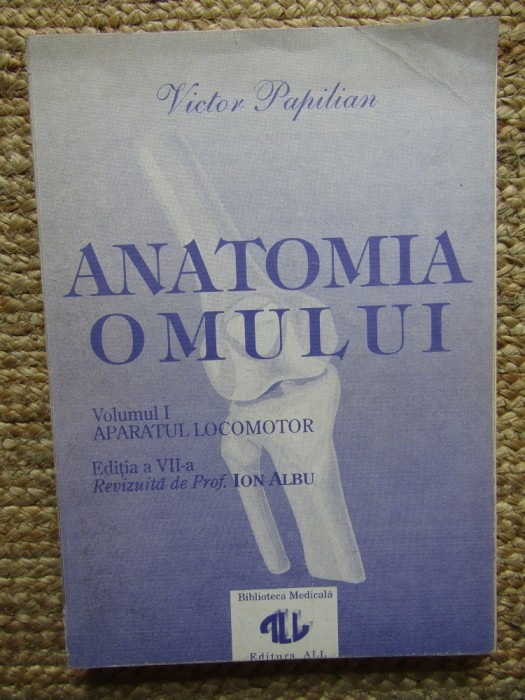 Victor Papilian
ANATOMIA
OMULUI
Volumul I
APARATUL LOCOMOTOR
Ediția a VII-a
Revizuită de Prof. ION ALBU
Biblioteca Medicală
ALL
Editura ALL